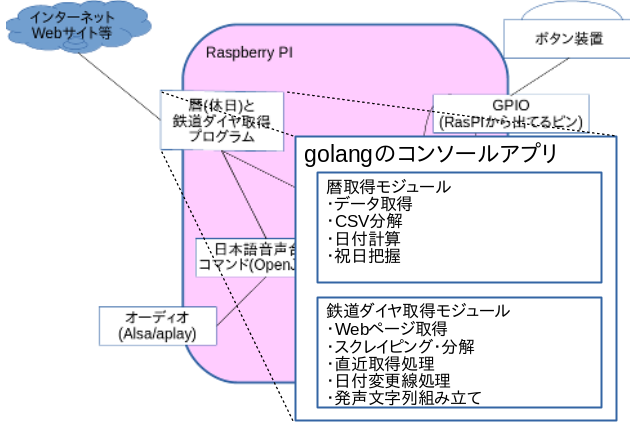 インターネット
Webサイト等
Raspberry PI
ボタン装置
暦(休日)と
鉄道ダイヤ取得
プログラム
GPIO
(RasPIから出てるピン)
golangのコンソールアプリ
暦取得モジュール
・データ取得
・CSV分解
・日付計算
・祝日把握
日本語音声合
コマンド(OpenJ
オーディオ
(Alsa/aplay)
鉄道ダイヤ取得モジュール
・Webページ取得
・スクレイピング・分解
・直近取得処理
・日付変更線処理
・発声文字列組み立て